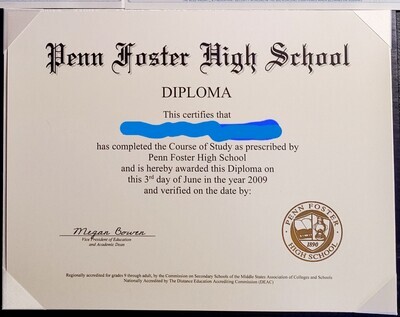 Penn Foster High School
DIPLOMA
This certifies that
has completed the Course of Study as prescribed by
Penn Foster High School
and is hereby awarded this Diploma on
this 3rd day of June in the year 2009
and verified on the date by:
Megan Bowen
Vice President of Education
and Academic Dean
PENN FOSTER
1890
HIGH SCHOOL
Regionally accredited for grades 9 through adult, by the Commission on Secondary Schools of the Middle States Association of Colleges and Schools
Nationally Accredited by The Distance Education Accrediting Commission (DEAC)